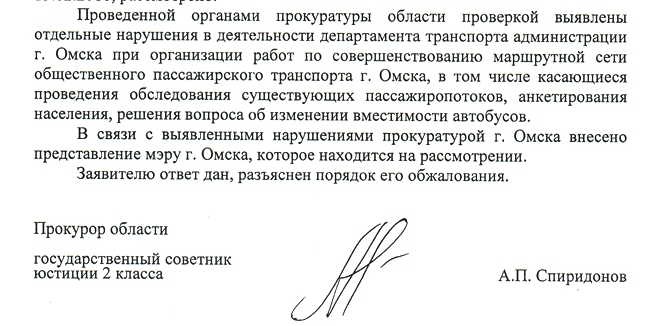 Проведенной органами прокуратуры области проверкой выявлены
отдельные нарушения в деятельности департамента транспорта администрации
г. Омска при организации работ по совершенствованию маршрутной сети
общественного пассажирского транспорта г. Омска, в том числе касающиеся
проведения обследования существующих пассажиропотоков, анкетирования
населения, решения вопроса об изменении вместимости автобусов.
В связи с выявленными нарушениями прокуратурой г. Омска внесено
представление мэру г. Омска, которое находится на рассмотрении.
Заявителю ответ дан, разъяснен порядок его обжалования.
Прокурор области
государственный советник
юстиции 2 класса
А.П. Спиридонов